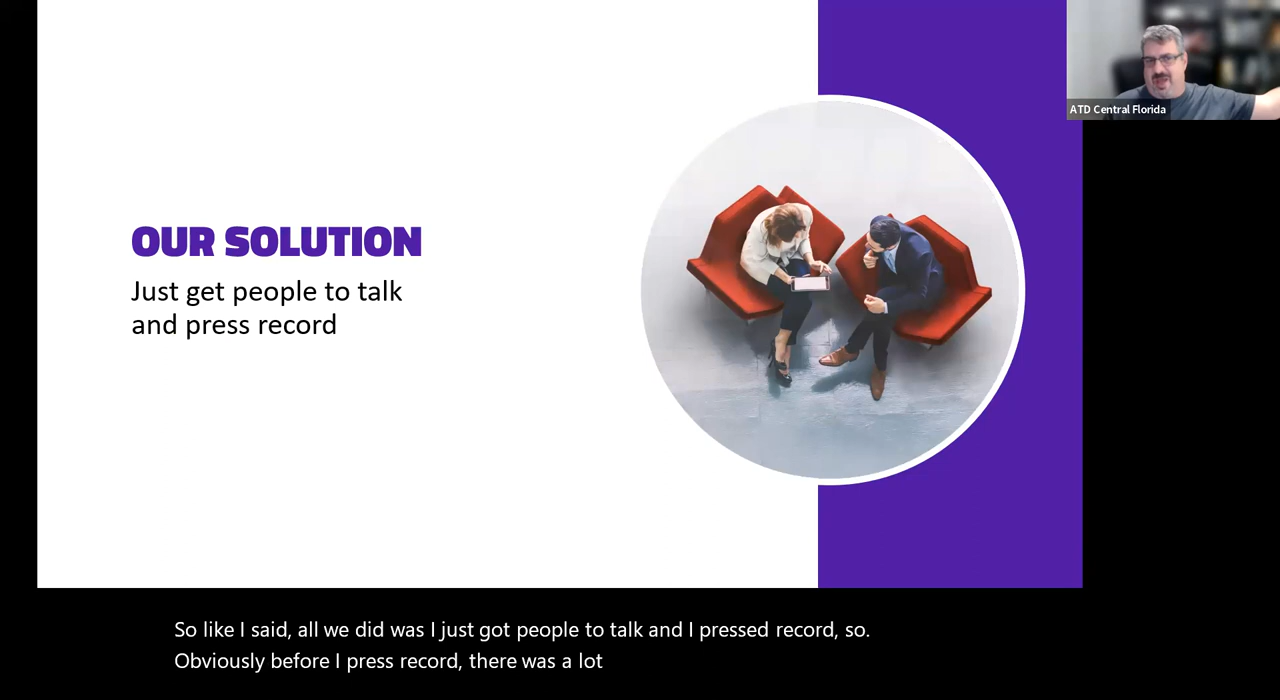 ATD Central Florida
OUR SOLUTION
Just get people to talk
and press record
So like I said, all we did was I just got people to talk and I pressed record, so.
Obviously before I press record, there was a lot